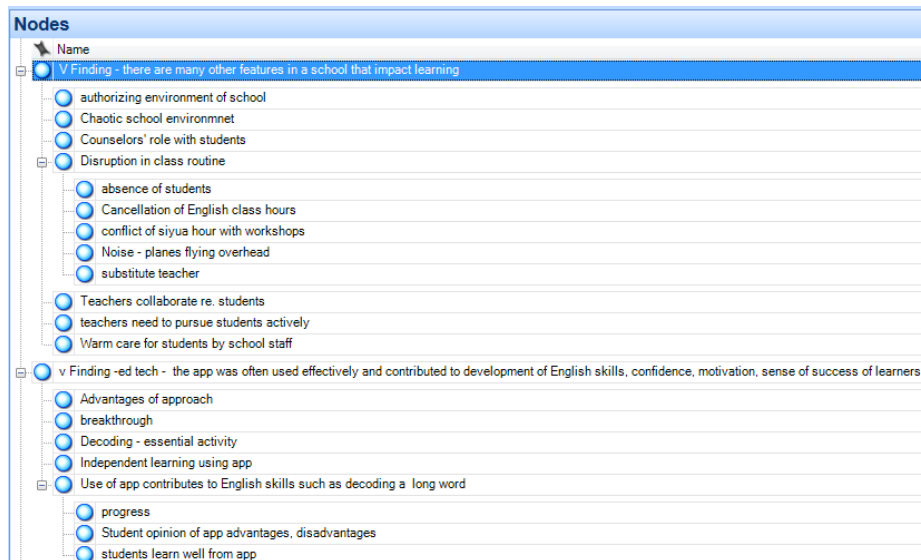 Nodes
Name
V Finding - there are many other features in a school that impact learning
authorizing environment of school
Chaotic school environmnet
Counselors' role with students
Disruption in class routine
absence of students
Cancellation of English class hours
conflict of siyua hour with workshops
Noise - planes flying overhead
substitute teacher
Teachers collaborate re. students
teachers need to pursue students actively
Warm care for students by school staff
v Finding -ed tech - the app was often used effectively and contributed to development of English skills, confidence, motivation, sense of success of learners
Advantages of approach
breakthrough
Decoding - essential activity
Independent learning using app
Use of app contributes to English skills such as decoding a long word
progress
Student opinion of app advantages, disadvantages
students learn well from app